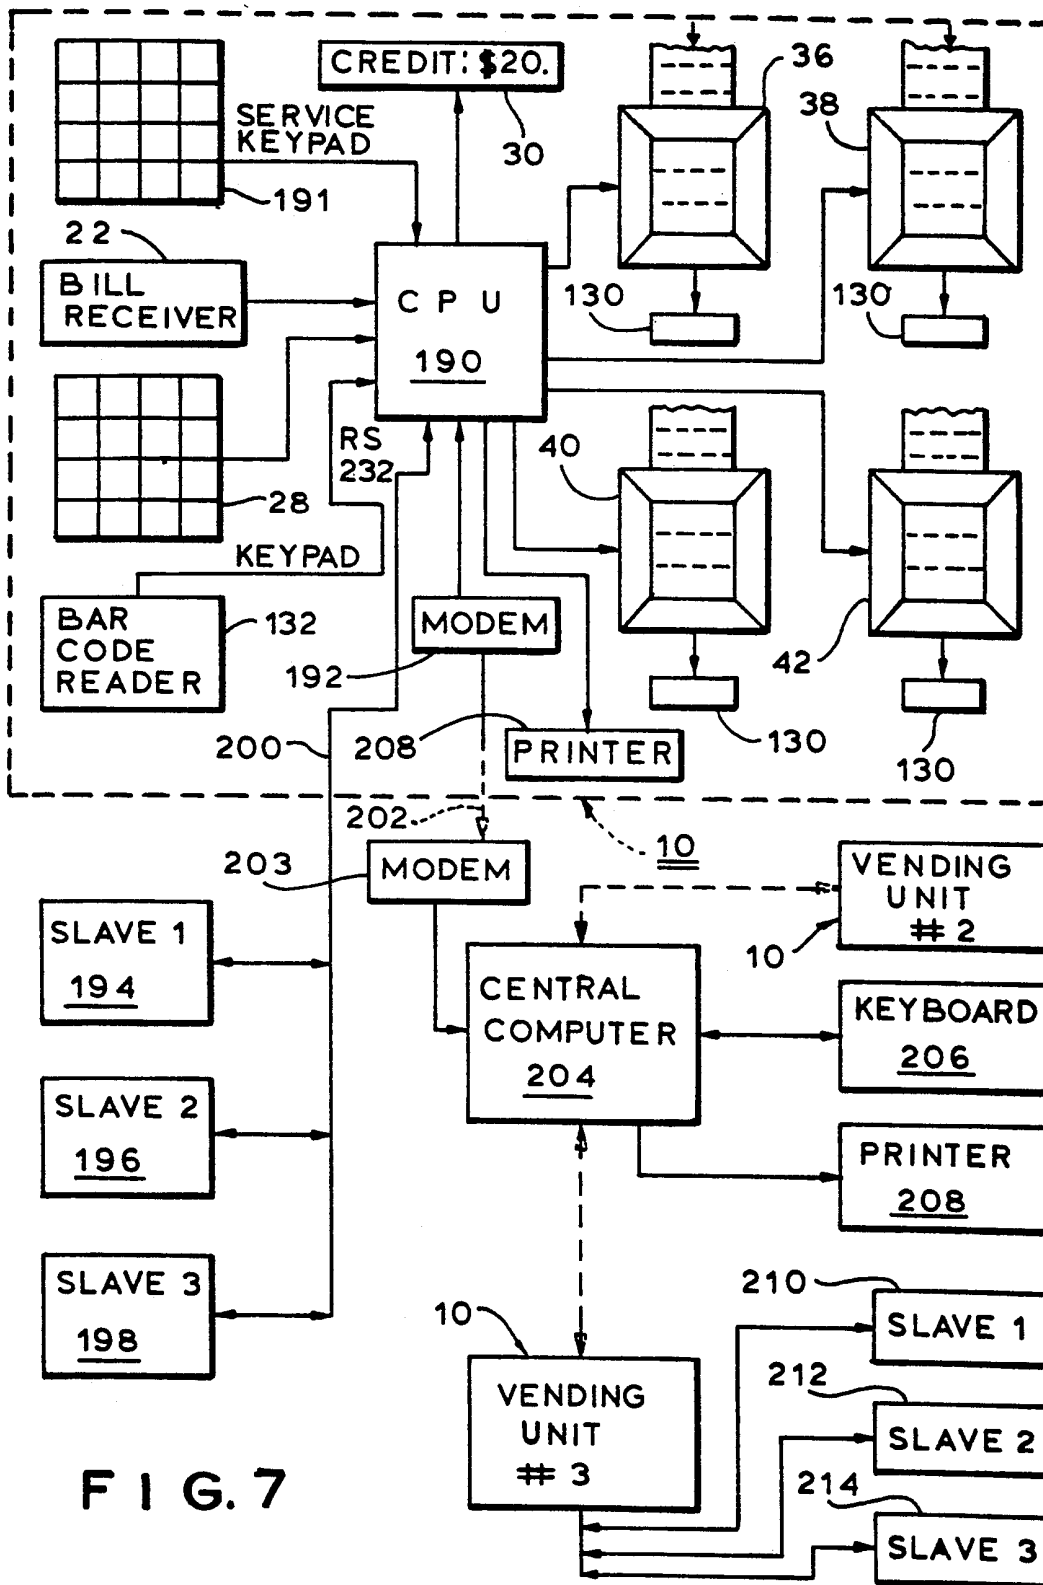 CREDIT: $20.
30
SERVICE
KEYPAD
191
36
38
22
BILL
RECEIVER
CPU
190
130
130
28
KEYPAD
RS
232
40
42
BAR
CODE
READER
132
MODEM
192
130
130
200
208
PRINTER
202
10
203
MODEM
VENDING
UNIT
# 2
10
SLAVE 1
194
CENTRAL
COMPUTER
204
KEYBOARD
206
SLAVE 2
196
PRINTER
208
SLAVE 3
198
10
VENDING
UNIT
# 3
210
SLAVE 1
212
SLAVE 2
214
SLAVE 3
FIG. 7